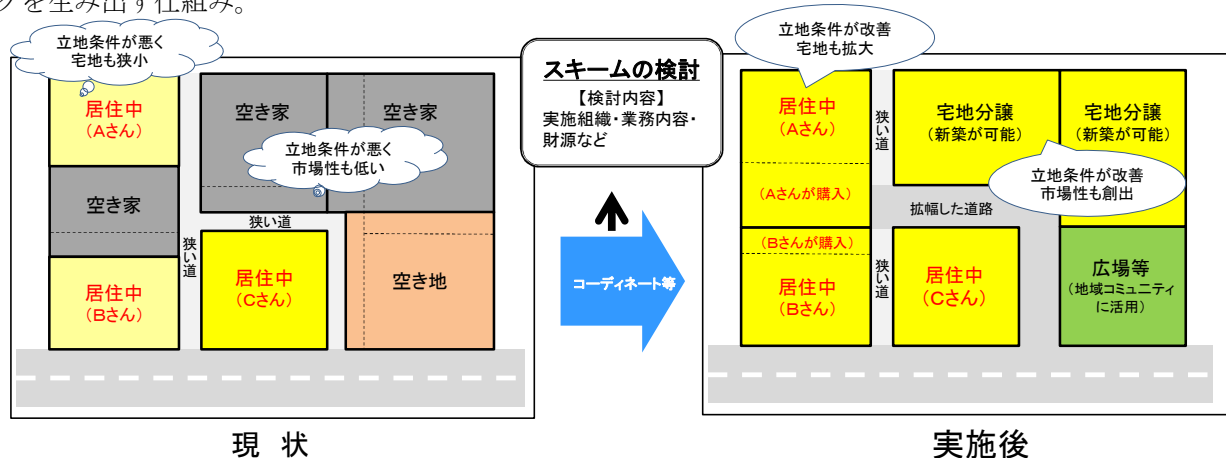 を生み出す仕組み。
立地条件が悪く
宅地も狭小
居住中
(Aさん)
空き家
居住中
(Bさん)
狭い道
空き家
空き家
立地条件が悪く
市場性も低い
狭い道
居住中
(Cさん)
空き地
現 状
スキームの検討
【検討内容】
実施組織・業務内容・
財源など
コーディネート等
立地条件が改善
宅地も拡大
居住中
(Aさん)
(Aさんが購入)
(Bさんが購入)
居住中
(Bさん)
狭い道
狭い道
宅地分譲
(新築が可能)
宅地分譲
(新築が可能)
立地条件が改善
市場性も創出
拡幅した道路
居住中
(Cさん)
広場等
(地域コミュニティ
に活用)
実施後